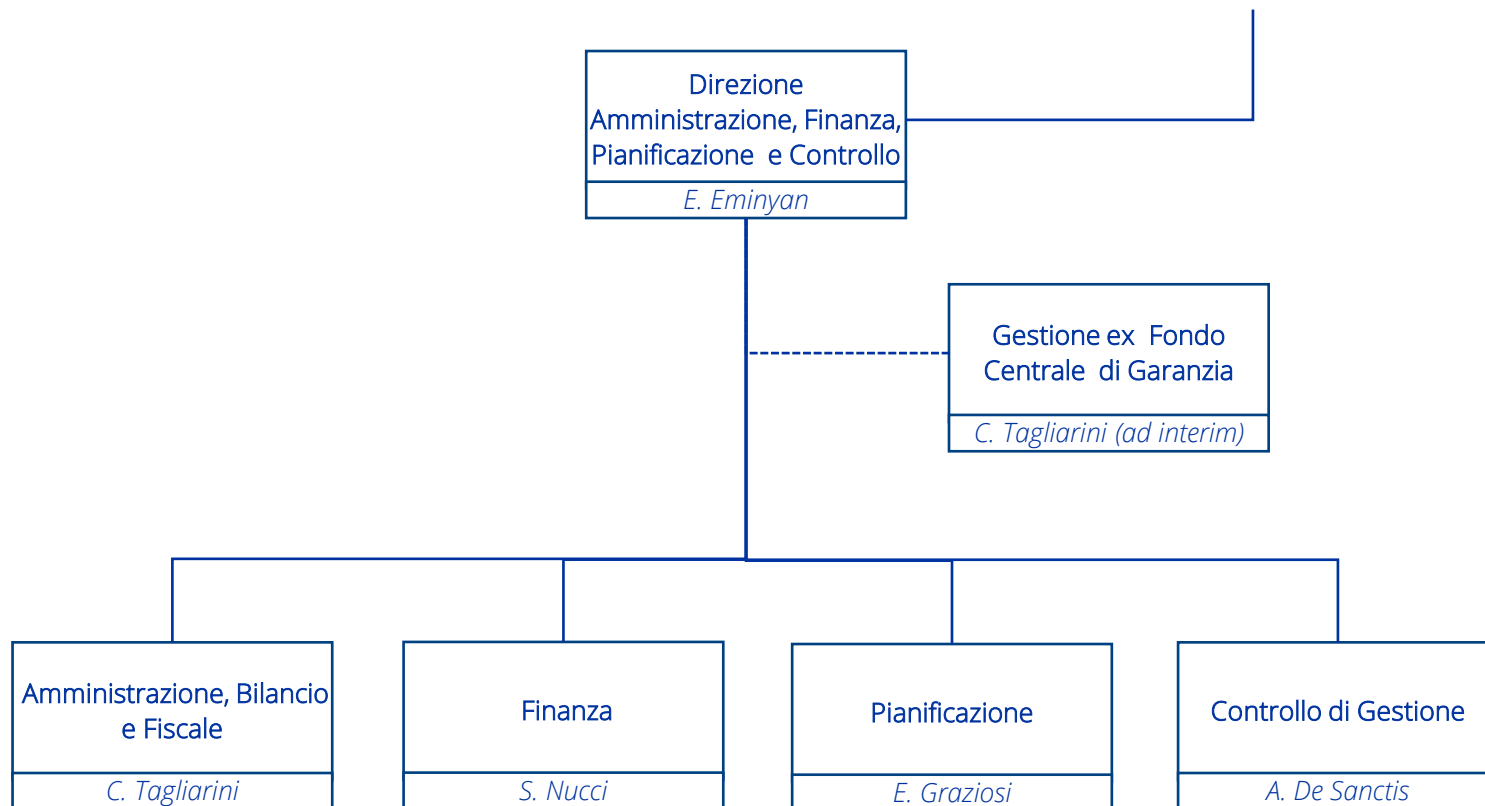 Direzione
Amministrazione, Finanza,
Pianificazione e Controllo
E. Eminyan
Gestione ex Fondo
Centrale di Garanzia
C. Tagliarini (ad interim)
Amministrazione, Bilancio
e Fiscale
C. Tagliarini
Finanza
S. Nucci
Pianificazione
E. Graziosi
Controllo di Gestione
A. De Sanctis